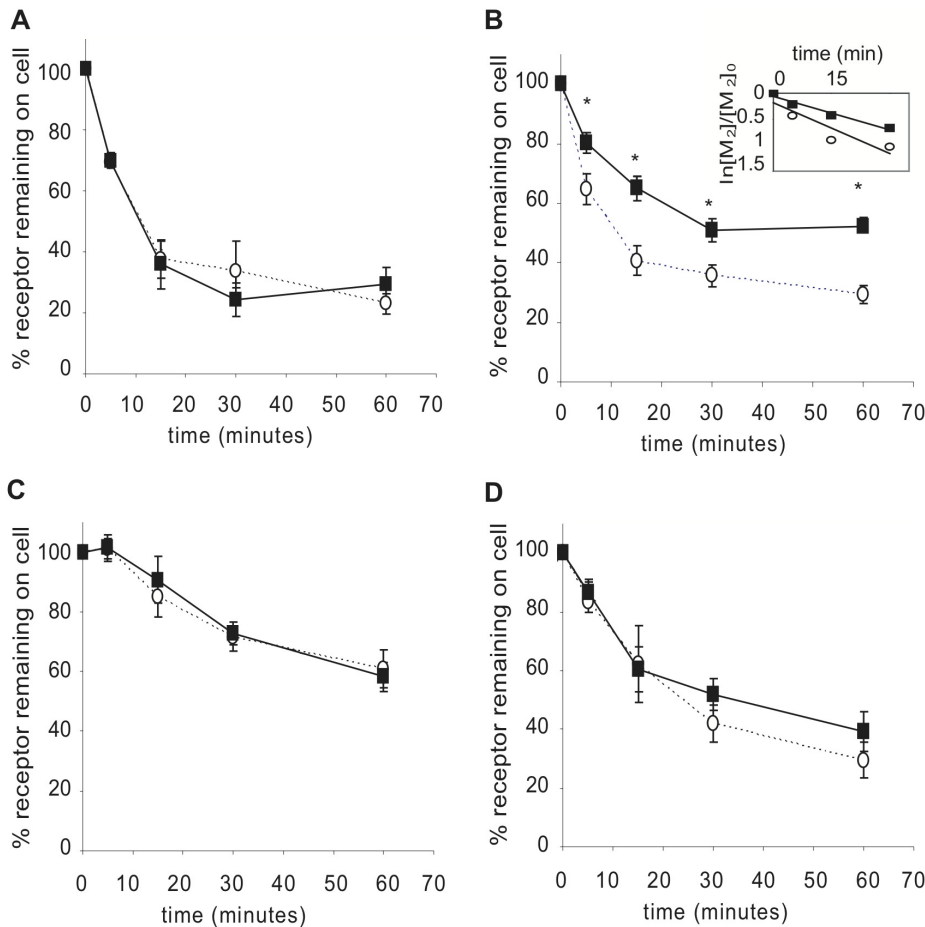 A
% receptor remaining on cell
100
80
60
40
20
0
0 10 20 30 40 50 60 70
time (minutes)
B
% receptor remaining on cell
100
80
60
40
20
0
0 10 20 30 40 50 60 70
time (minutes)
* * * *
time (min)
0 15
ln[M₂]/[M₂]₀
0
0.5
1
1.5
C
% receptor remaining on cell
100
80
60
40
20
0
0 10 20 30 40 50 60 70
time (minutes)
D
% receptor remaining on cell
100
80
60
40
20
0
0 10 20 30 40 50 60 70
time (minutes)